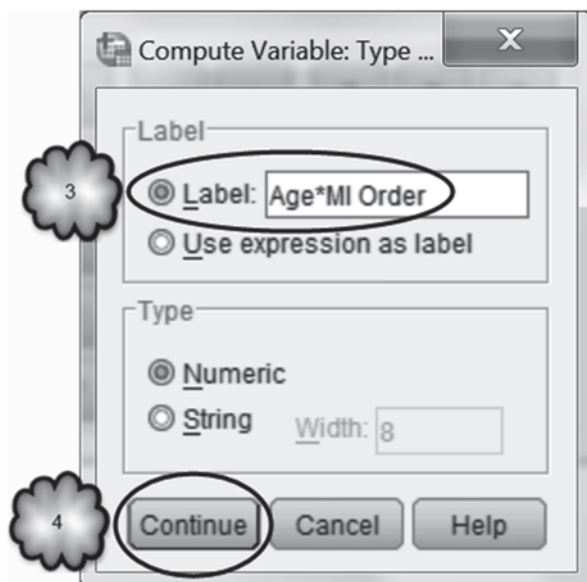 Compute Variable: Type ...
Label
3
Label: Age*MI Order
Use expression as label
Type
Numeric
String Width: 8
4
Continue Cancel Help